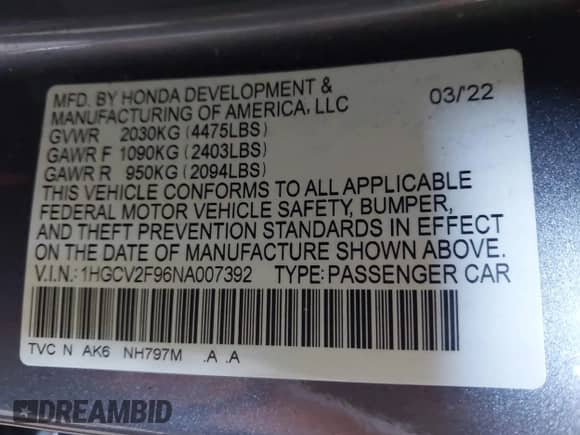 MFD. BY HONDA DEVELOPMENT &
MANUFACTURING OF AMERICA, LLC 03/'22
GVWR 2030KG (4475LBS)
GAWR F 1090KG (2403LBS)
GAWR R 950KG (2094LBS)
THIS VEHICLE CONFORMS TO ALL APPLICABLE
FEDERAL MOTOR VEHICLE SAFETY, BUMPER,
AND THEFT PREVENTION STANDARDS IN EFFECT
ON THE DATE OF MANUFACTURE SHOWN ABOVE.
V.I.N.: 1HGCV2F96NA007392 TYPE: PASSENGER CAR
TVC N AK6 NH797M .A .A
DREAMBID